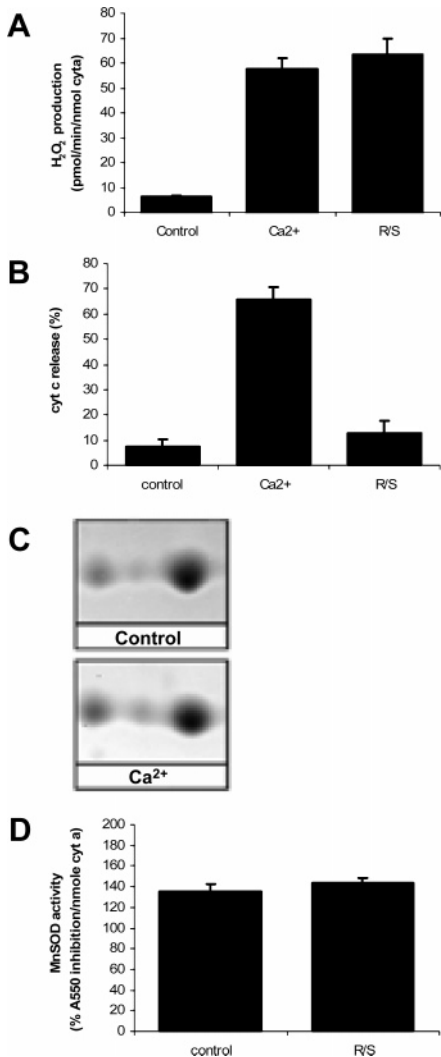 A
H2O2 production
(pmol/min/nmol cyta)
80
70
60
50
40
30
20
10
0
Control Ca2+ R/S
B
cyt c release (%)
80
70
60
50
40
30
20
10
0
control Ca2+ R/S
C
Control
Ca²⁺
D
MnSOD activity
(% A550 inhibition/nmole cyt a)
200
180
160
140
120
100
80
60
40
20
0
control R/S